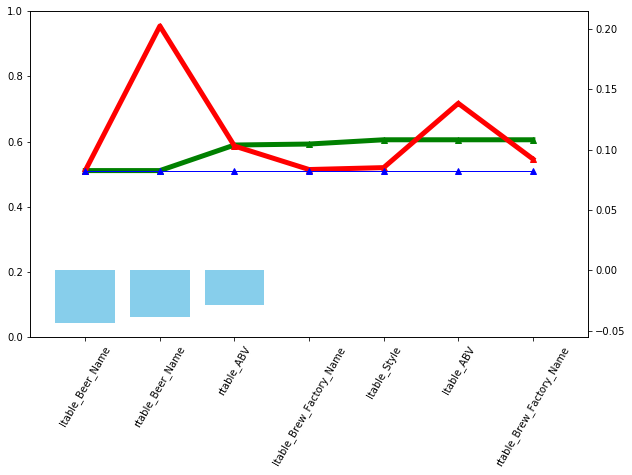 1.0
0.8
0.6
0.4
0.2
0.0
0.20
0.15
0.10
0.05
0.00
−0.05
ltable_Beer_Name
rtable_Beer_Name
rtable_ABV
ltable_Brew_Factory_Name
ltable_Style
ltable_ABV
rtable_Brew_Factory_Name